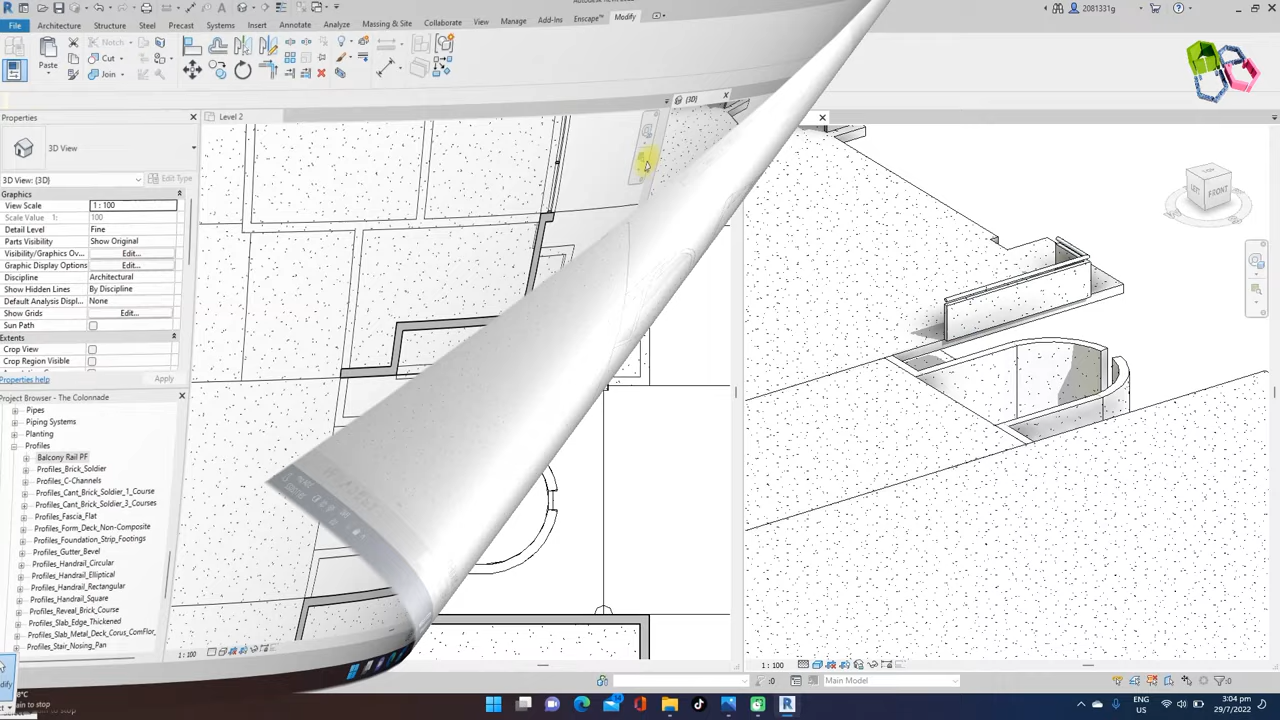 2081331g
File
Architecture
Structure
Steel
Precast
Systems
Insert
Annotate
Analyze
Massing & Site
Collaborate
View
Manage
Add-Ins
Enscape™
Modify
Paste
Notch
Cut
Join
Properties
Level 2
{3D}
3D View
3D View: {3D}
Edit Type
Graphics
View Scale 1 : 100
Scale Value 1: 100
Detail Level Fine
Parts Visibility Show Original
Visibility/Graphics Ov... Edit...
Graphic Display Options Edit...
Discipline Architectural
Show Hidden Lines By Discipline
Default Analysis Displ... None
Show Grids Edit...
Sun Path
Extents
Crop View
Crop Region Visible
Properties help
Apply
Project Browser - The Colonnade
Pipes
Piping Systems
Planting
Profiles
Balcony Rail PF
Profiles_Brick_Soldier
Profiles_C-Channels
Profiles_Cant_Brick_Soldier_1_Course
Profiles_Cant_Brick_Soldier_3_Courses
Profiles_Fascia_Flat
Profiles_Form_Deck_Non-Composite
Profiles_Foundation_Strip_Footings
Profiles_Gutter_Bevel
Profiles_Handrail_Circular
Profiles_Handrail_Elliptical
Profiles_Handrail_Rectangular
Profiles_Handrail_Square
Profiles_Reveal_Brick_Course
Profiles_Slab_Edge_Thickened
Profiles_Slab_Metal_Deck_Corus_ComFlor_
Profiles_Stair_Nosing_Pan
LEFT
FRONT
1 : 100
1 : 100
:0
Main Model
:0
ENG
US
3:04 pm
29/7/2022